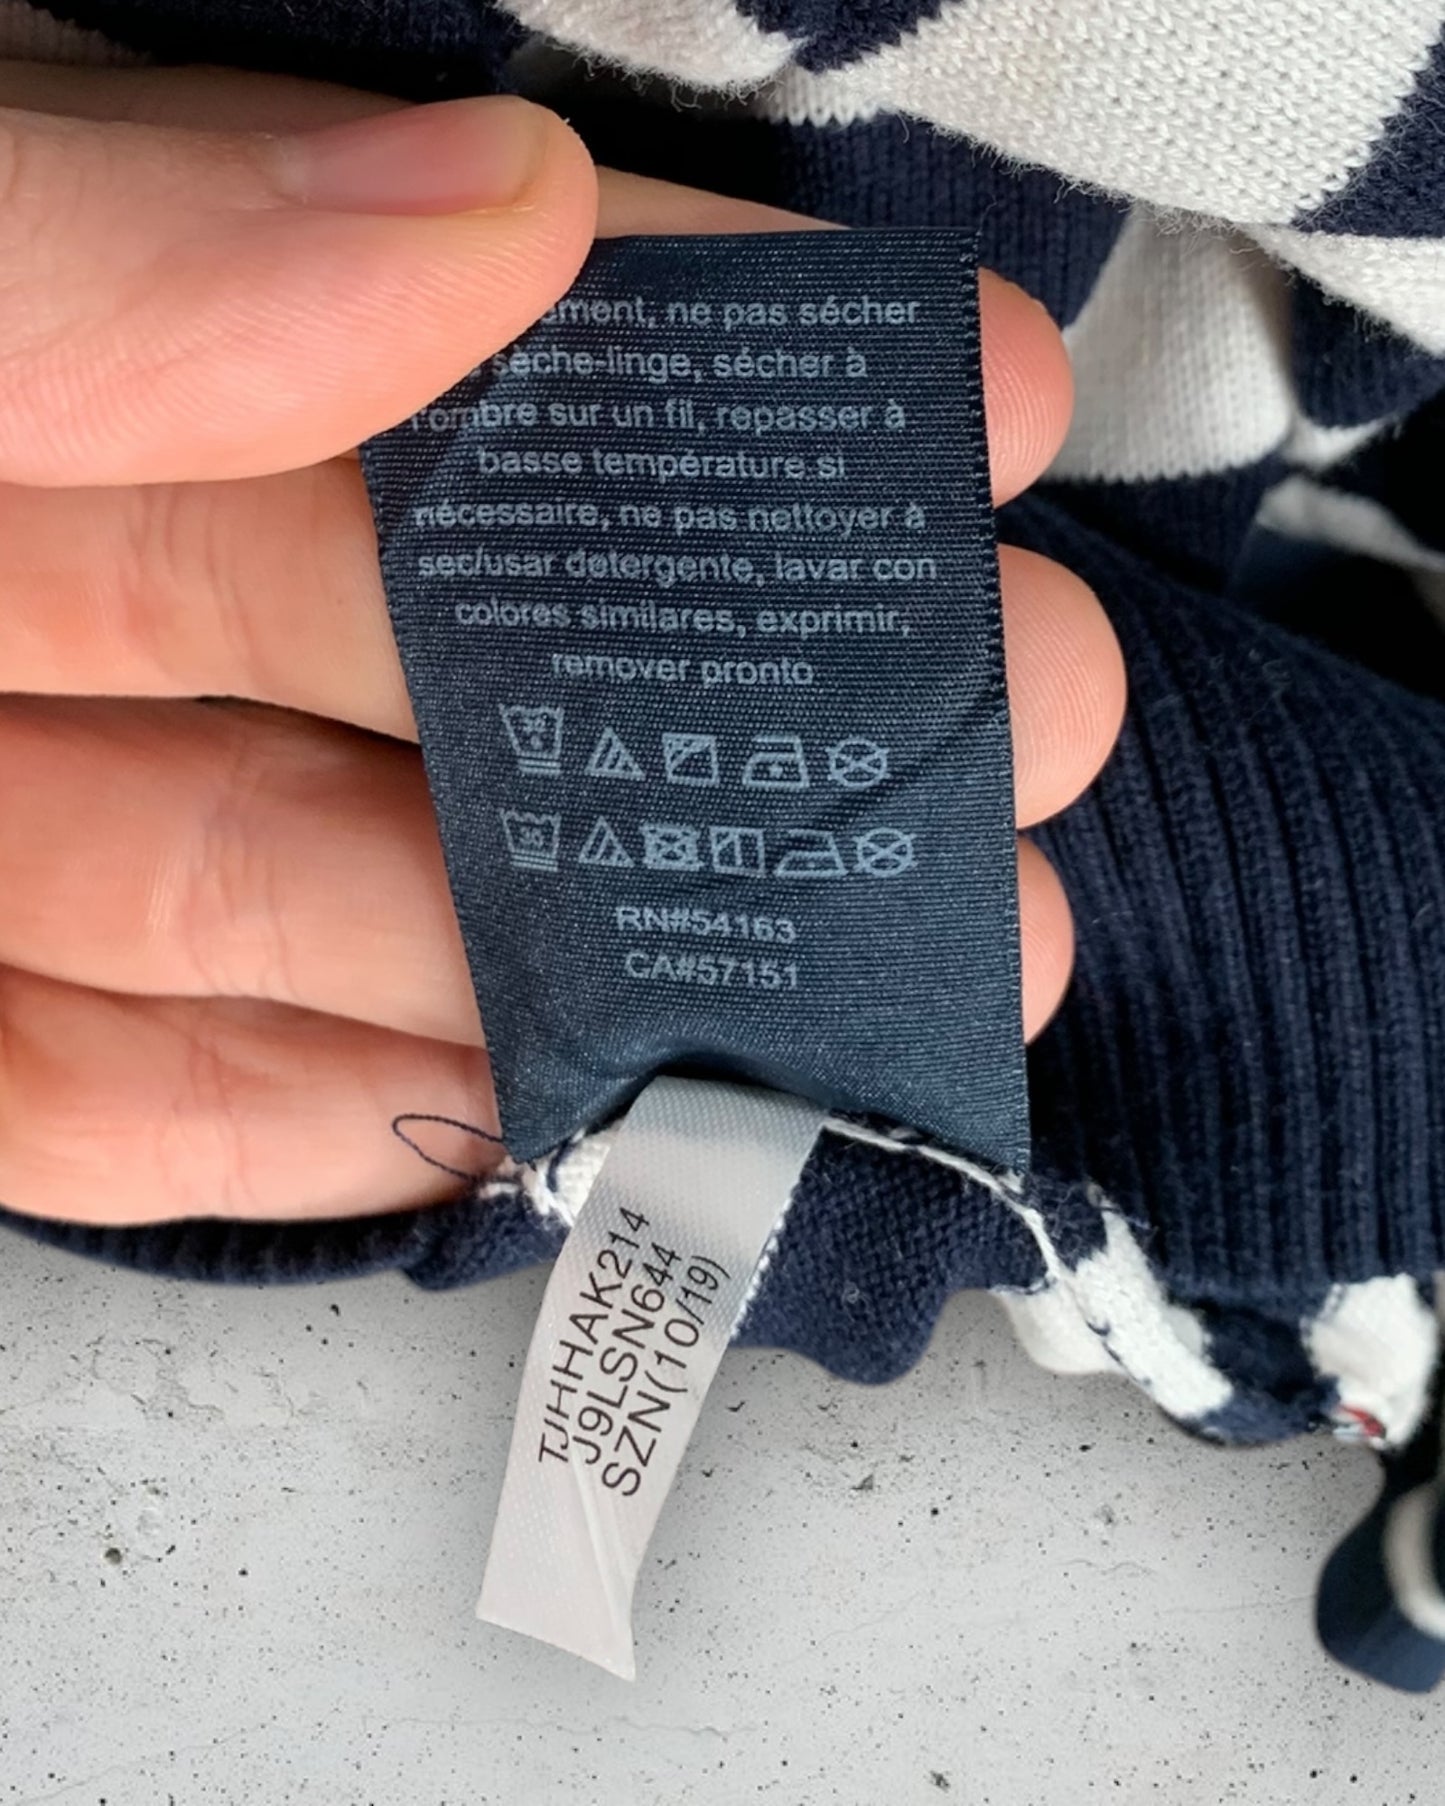 ment, ne pas sécher
sèche-linge, sécher à
l'ombre sur un fil, repasser à
basse température si
nécessaire, ne pas nettoyer à
sec/usar detergente, lavar con
colores similares, exprimir,
remover pronto
RN#54163
CA#57151
TJHHAK214
J9LSN644
SZN(10/19)